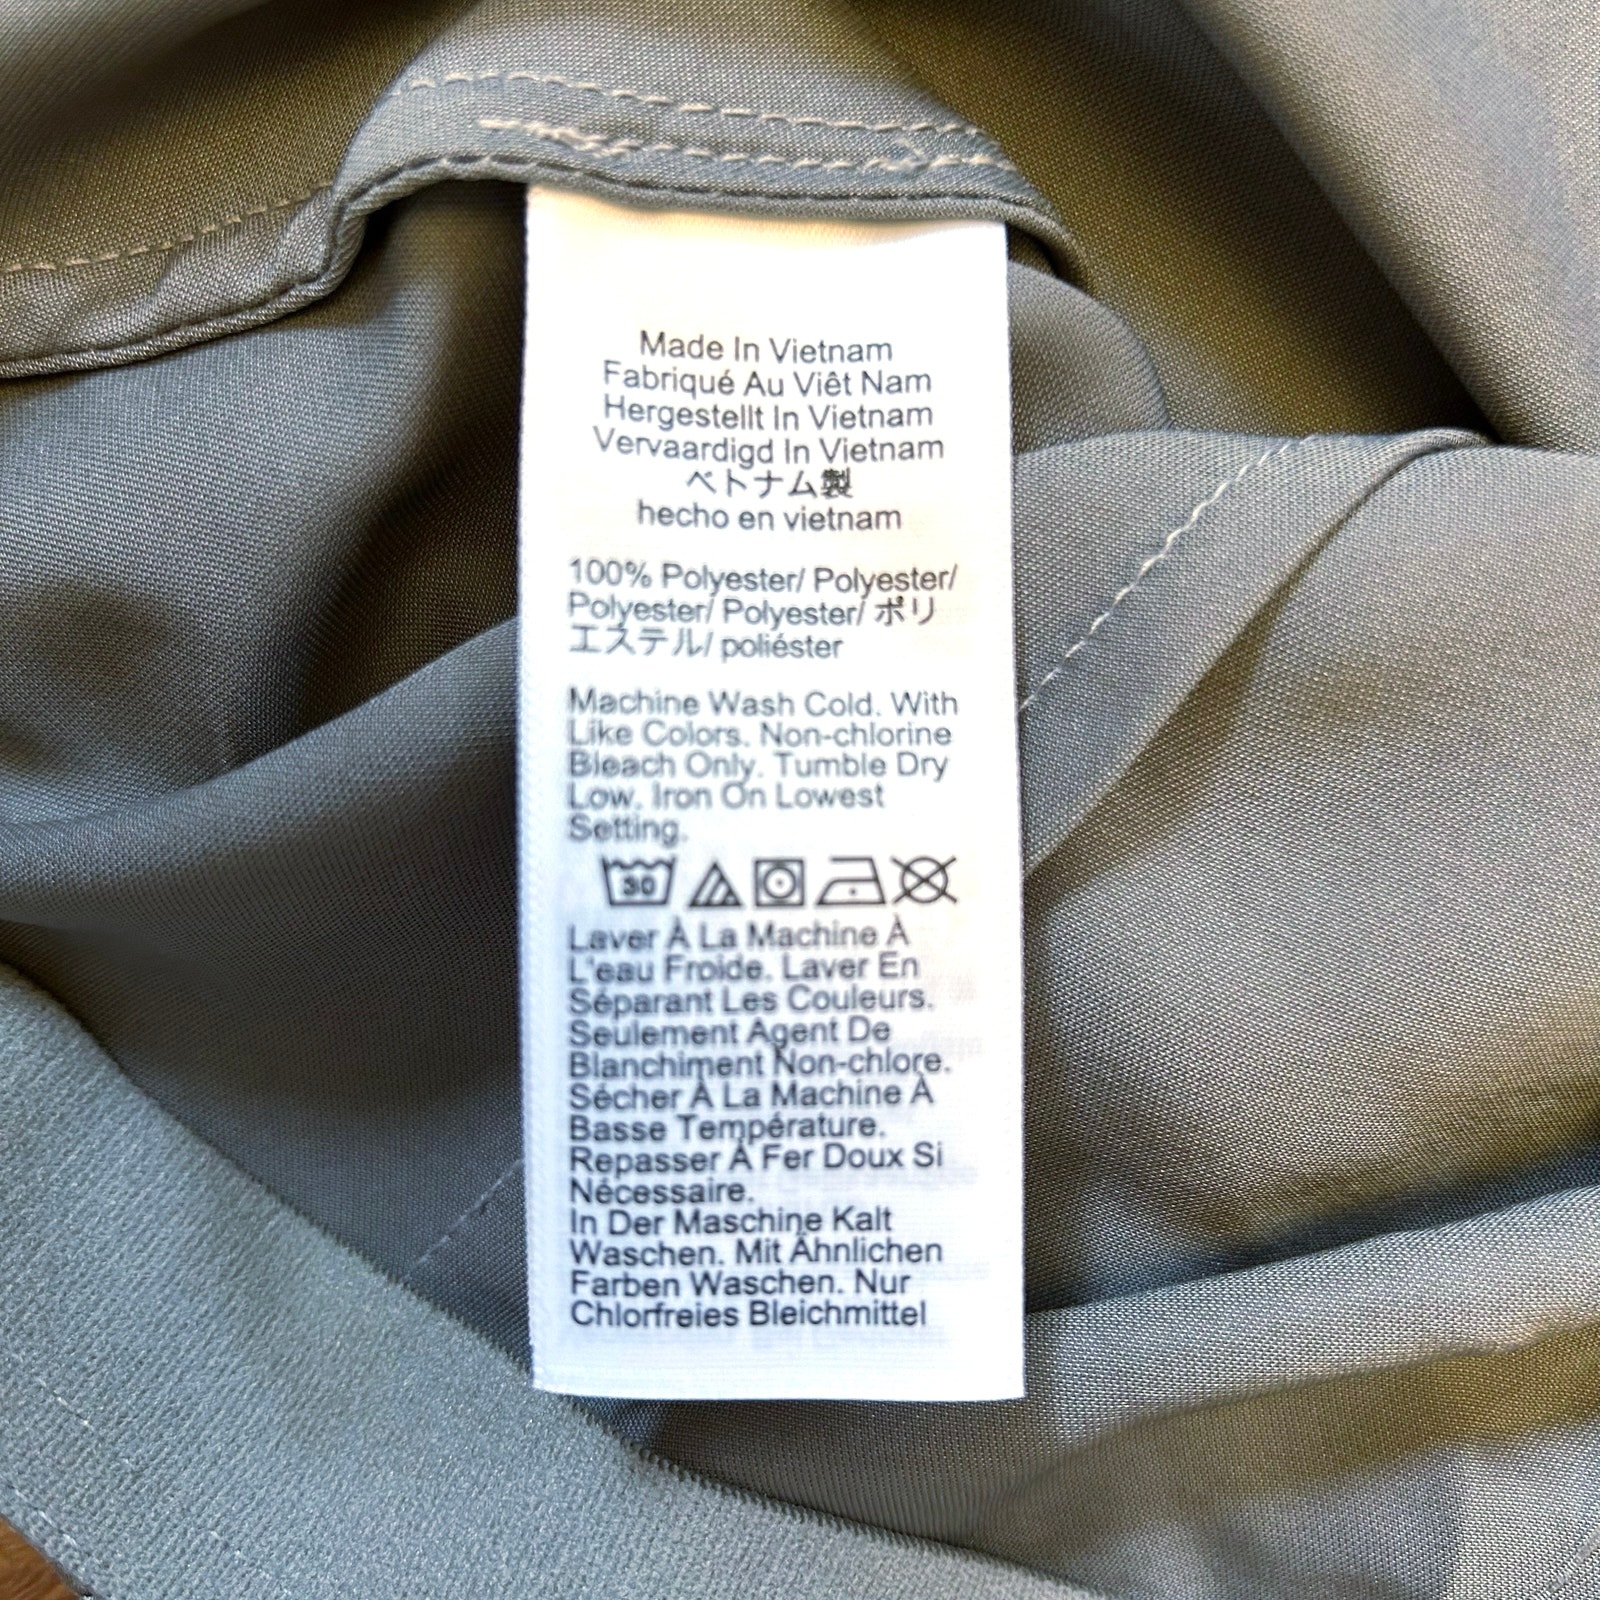 Made In Vietnam
Fabriqué Au Viêt Nam
Hergestellt In Vietnam
Vervaardigd In Vietnam
ベトナム製
hecho en vietnam
100% Polyester/ Polyester/
Polyester/ Polyester/ ポリ
エステル/ poliéster
Machine Wash Cold. With
Like Colors. Non-chlorine
Bleach Only. Tumble Dry
Low. Iron On Lowest
Setting.
30
Laver À La Machine À
L'eau Froide. Laver En
Séparant Les Couleurs.
Seulement Agent De
Blanchiment Non-chlore.
Sécher À La Machine À
Basse Température.
Repasser À Fer Doux Si
Nécessaire.
In Der Maschine Kalt
Waschen. Mit Ähnlichen
Farben Waschen. Nur
Chlorfreies Bleichmittel